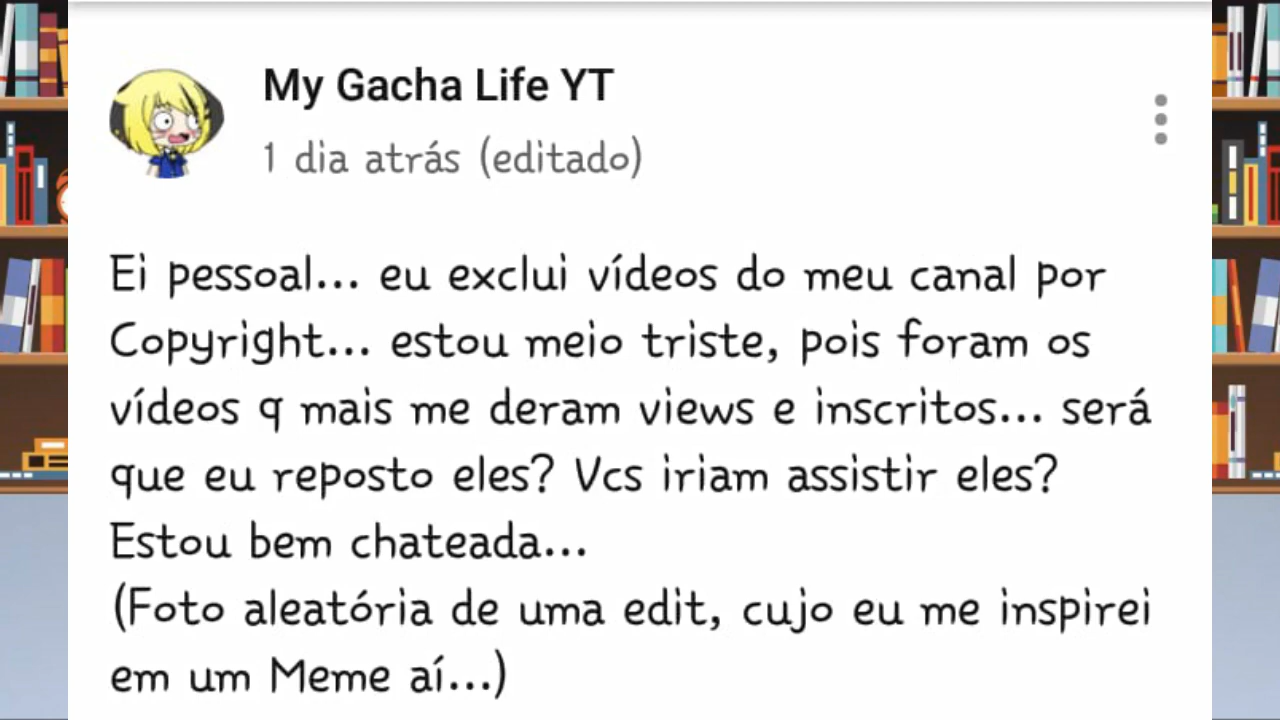 My Gacha Life YT
1 dia atrás (editado)
Ei pessoal... eu exclui vídeos do meu canal por
Copyright... estou meio triste, pois foram os
vídeos q mais me deram views e inscritos... será
que eu reposto eles? Vcs iriam assistir eles?
Estou bem chateada...
(Foto aleatória de uma edit, cujo eu me inspirei
em um Meme aí...)